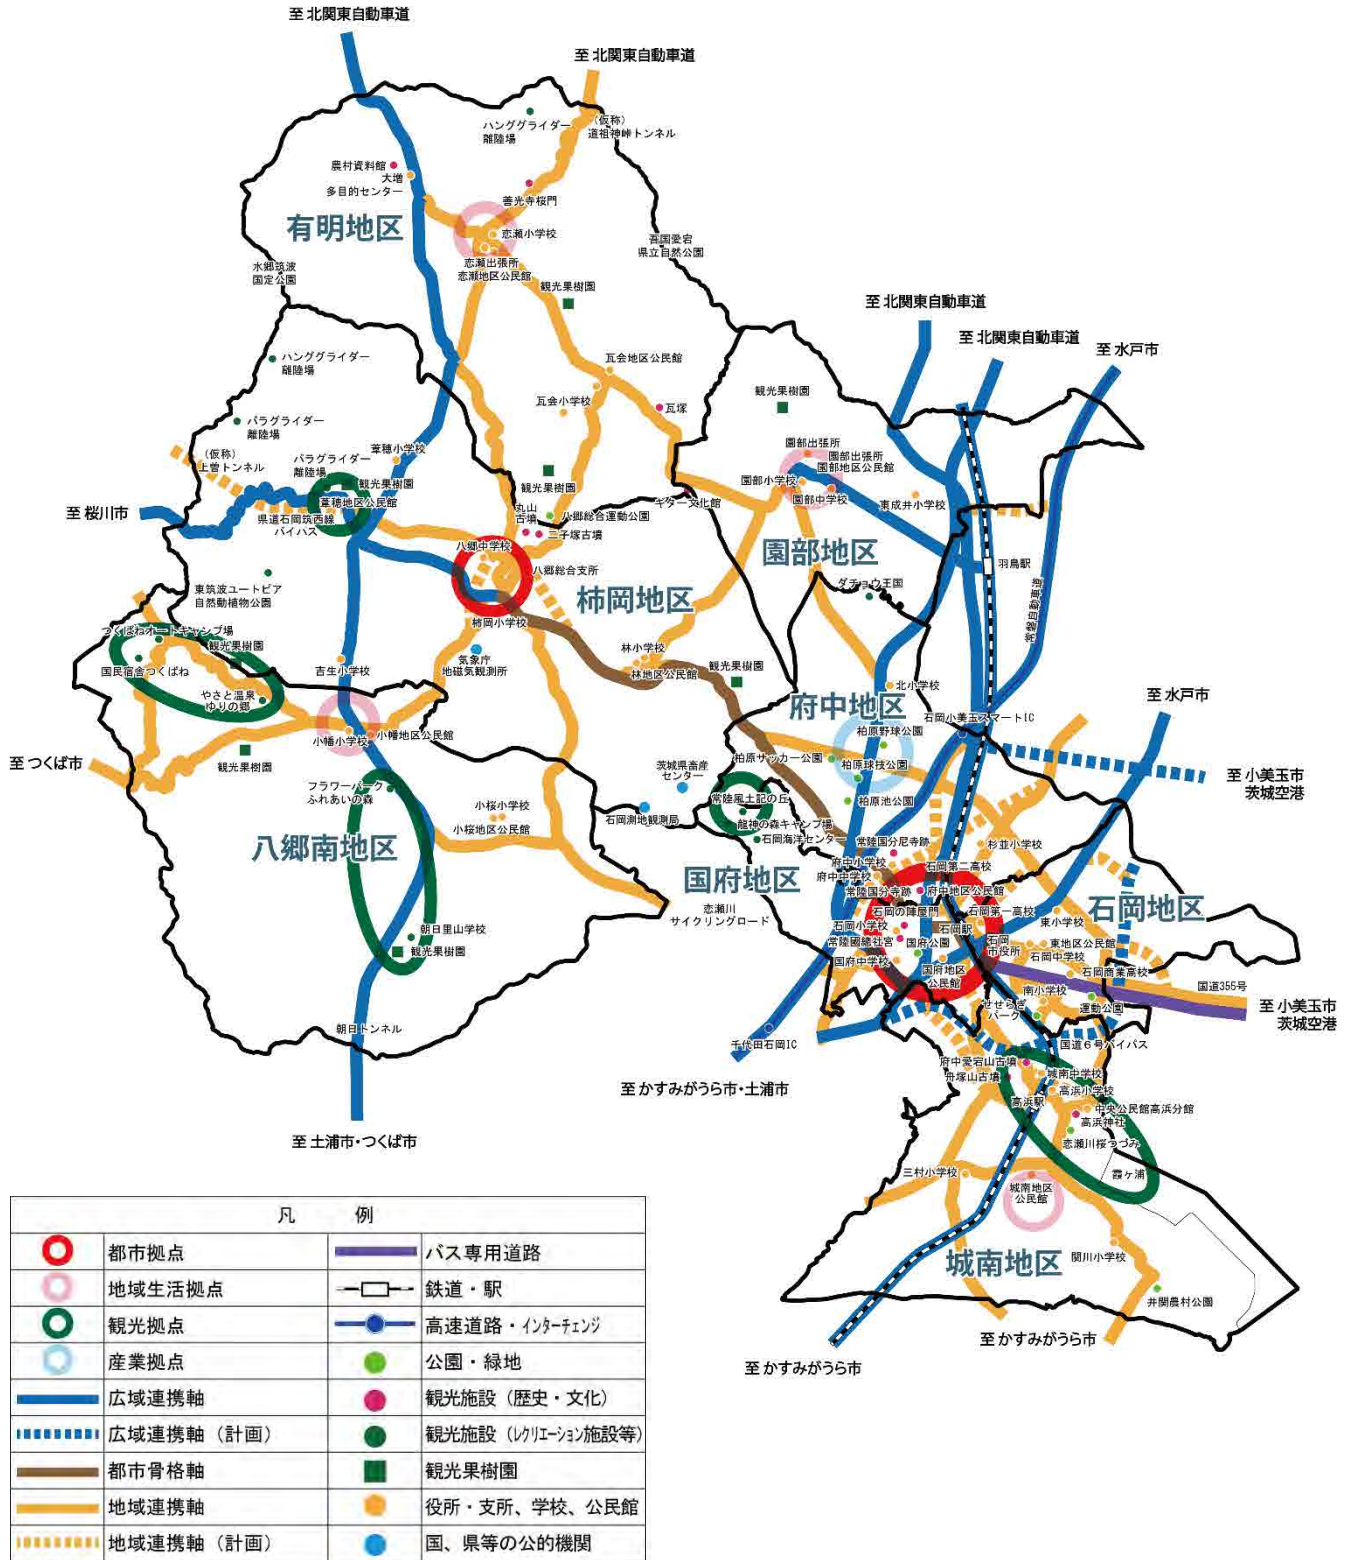 至 北関東自動車道
至 北関東自動車道
ハンググライダー
離陸場
(仮称)
道祖神峠トンネル
農村資料館
大増
多目的センター
善光寺桜門
有明地区
恋瀬小学校
吾国愛宕
県立自然公園
水郷筑波
国定公園
恋瀬出張所
恋瀬地区公民館
観光果樹園
至 北関東自動車道
至 北関東自動車道
至 水戸市
ハンググライダー
離陸場
瓦会地区公民館
観光果樹園
瓦会小学校
瓦塚
パラグライダー
離陸場
(仮称)
上曽トンネル
葦穂小学校
パラグライダー
離陸場
観光果樹園
葦穂地区公民館
園部出張所
園部出張所
園部地区公民館
園部小学校
園部中学校
東成井小学校
観光果樹園
ギター文化館
至 桜川市
県道石岡筑西線
バイパス
丸山
古墳
八郷総合運動公園
二子塚古墳
八郷中学校
園部地区
羽鳥駅
八郷総合支所
東筑波ユートピア
自然動植物公園
柿岡地区
ダチョウ王国
常磐自動車道
柿岡小学校
つくばねオートキャンプ場
観光果樹園
国民宿舎つくばね
吉生小学校
気象庁
地磁気観測所
林小学校
林地区公民館
観光果樹園
北小学校
やさと温泉
ゆりの郷
至 水戸市
府中地区
石岡小美玉スマートIC
小幡小学校
小幡地区公民館
柏原野球公園
観光果樹園
至 つくば市
柏原サッカー公園
柏原球技公園
茨城県畜産
センター
至 小美玉市
茨城空港
フラワーパーク
ふれあいの森
常陸風土記の丘
柏原池公園
小桜小学校
小桜地区公民館
石岡測地観測局
龍神の森キャンプ場
石岡海洋センター
常陸国分尼寺跡
杉並小学校
八郷南地区
国府地区
府中小学校
石岡第二高校
府中中学校
常陸国分寺跡
府中地区公民館
石岡地区
恋瀬川
サイクリングロード
石岡の陣屋門
石岡第一高校
東小学校
石岡小学校
石岡駅
朝日里山学校
常陸國總社宮
国府公園
石岡
市役所
東地区公民館
石岡中学校
観光果樹園
国府中学校
国府地区
公民館
石岡商業高校
国道355号
南小学校
せせらぎ
パーク
運動公園
至 小美玉市
茨城空港
朝日トンネル
千代田石岡IC
国道6号バイパス
府中愛宕山古墳
舟塚山古墳
城南中学校
高浜小学校
至 かすみがうら市・土浦市
高浜駅
中央公民館高浜分館
高浜神社
恋瀬川桜つづみ
至 土浦市・つくば市
三村小学校
霞ヶ浦
城南地区
公民館
城南地区
関川小学校
井関農村公園
至 かすみがうら市
至 かすみがうら市
凡 例
都市拠点
バス専用道路
地域生活拠点
鉄道・駅
観光拠点
高速道路・インターチェンジ
産業拠点
公園・緑地
広域連携軸
観光施設（歴史・文化）
広域連携軸（計画）
観光施設（レクリエーション施設等）
都市骨格軸
観光果樹園
地域連携軸
役所・支所、学校、公民館
地域連携軸（計画）
国、県等の公的機関